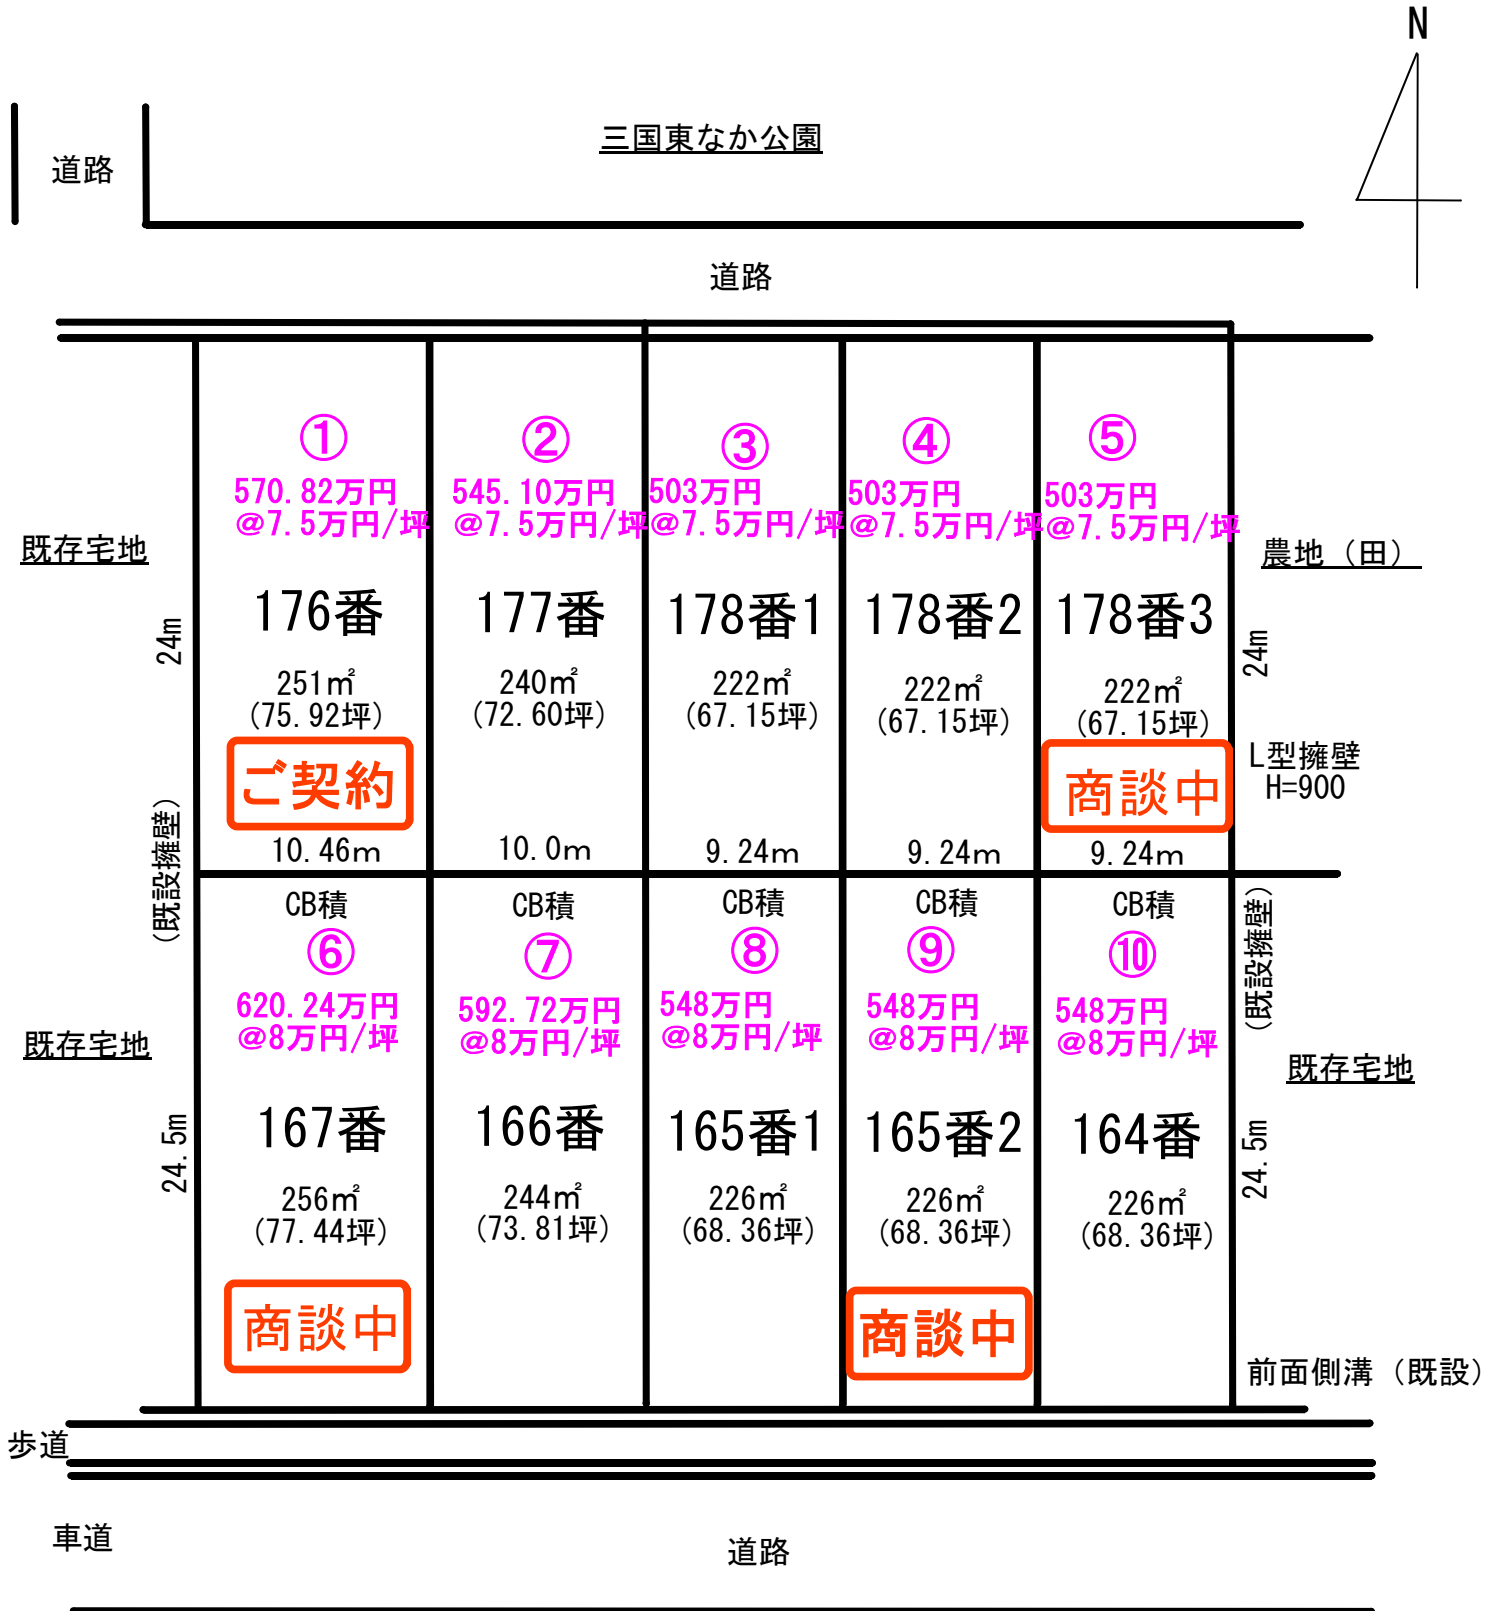 N
三国東なか公園
道路
道路
①
570.82万円
@7.5万円/坪
176番
251㎡
(75.92坪)
ご契約
10.46m
②
545.10万円
@7.5万円/坪
177番
240㎡
(72.60坪)
10.0m
③
503万円
@7.5万円/坪
178番1
222㎡
(67.15坪)
9.24m
④
503万円
@7.5万円/坪
178番2
222㎡
(67.15坪)
9.24m
⑤
503万円
@7.5万円/坪
178番3
222㎡
(67.15坪)
商談中
9.24m
既存宅地
24m
(既設擁壁)
農地（田）
24m
L型擁壁
H=900
CB積
⑥
620.24万円
@8万円/坪
167番
256㎡
(77.44坪)
商談中
CB積
⑦
592.72万円
@8万円/坪
166番
244㎡
(73.81坪)
CB積
⑧
548万円
@8万円/坪
165番1
226㎡
(68.36坪)
CB積
⑨
548万円
@8万円/坪
165番2
226㎡
(68.36坪)
商談中
CB積
⑩
548万円
@8万円/坪
164番
226㎡
(68.36坪)
既存宅地
24.5m
(既設擁壁)
既存宅地
24.5m
前面側溝（既設）
歩道
車道
道路